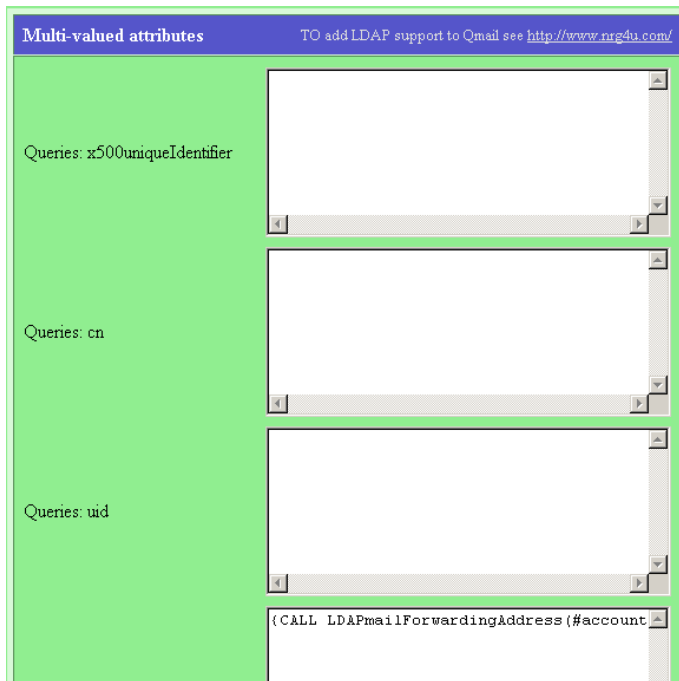 Multi-valued attributes TO add LDAP support to Qmail see http://www.nrg4u.com/
Queries: x500uniqueIdentifier
Queries: cn
Queries: uid
{CALL LDAPmailForwardingAddress(#account